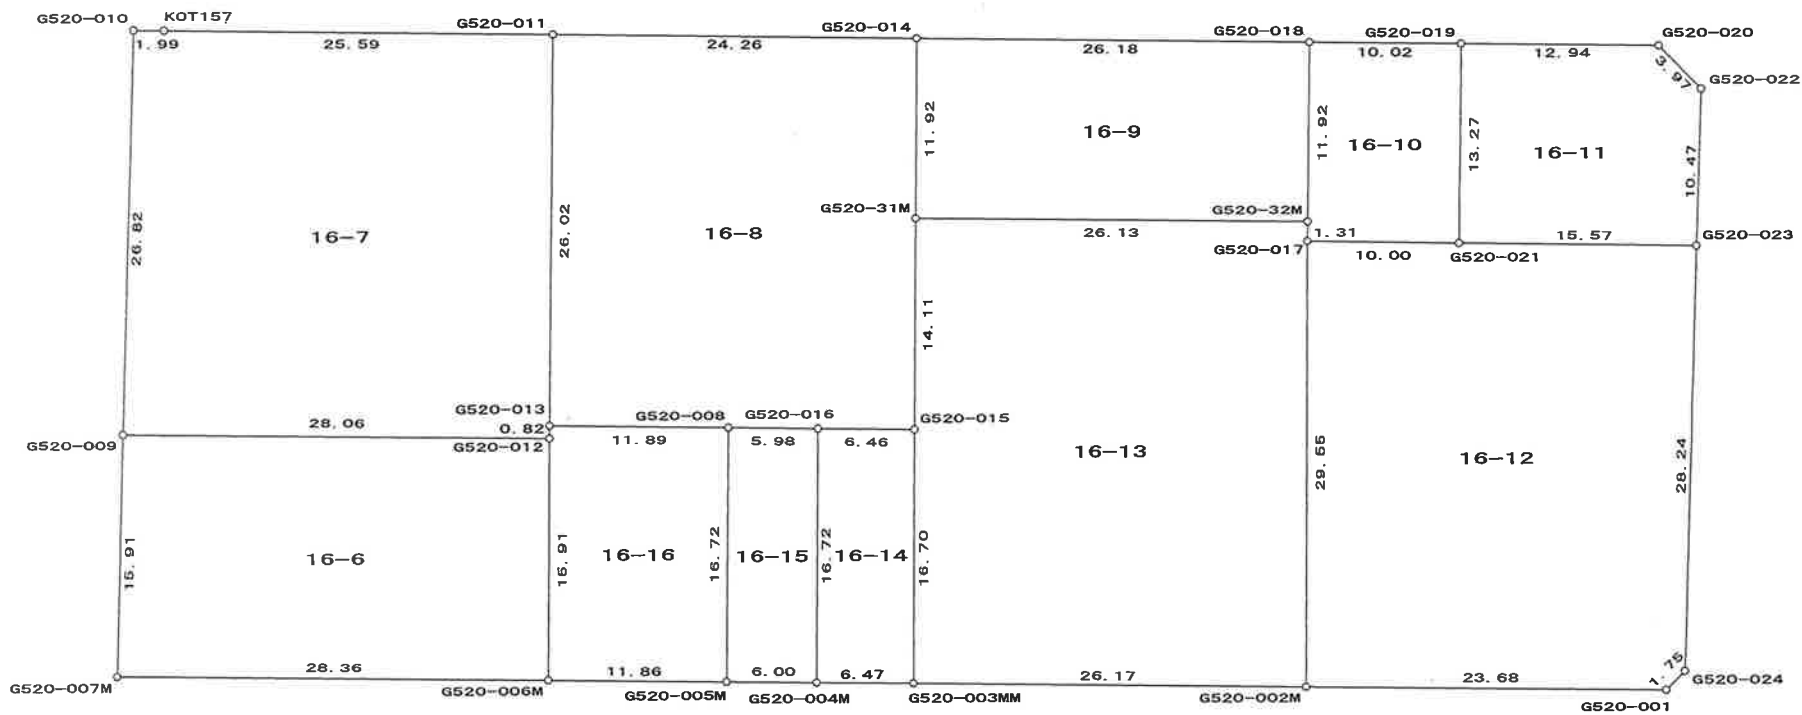 G520-010 KOT157 G520-011 G520-014 G520-018 G520-019 G520-020
1.99 25.59 24.26 26.18 10.02 12.94 3.97
G520-022
11.92 16-9 11.92 16-10 13.27 16-11 10.47
26.82 16-7 26.02 16-8
G520-31M G520-32M
26.13 1.31 15.57 G520-023
G520-017 10.00 G520-021
14.11
G520-013 G520-008 G520-016 G520-015
28.06 0.82 11.89 5.98 6.46
G520-009 G520-012
16-13 29.55 16-12 28.24
15.91 16-6 15.91 16-16 16.72 16-15 16.72 16-14 16.70
28.36 11.86 6.00 6.47 26.17 23.68 1.75
G520-007M G520-006M G520-005M G520-004M G520-003MM G520-002M G520-024
G520-001